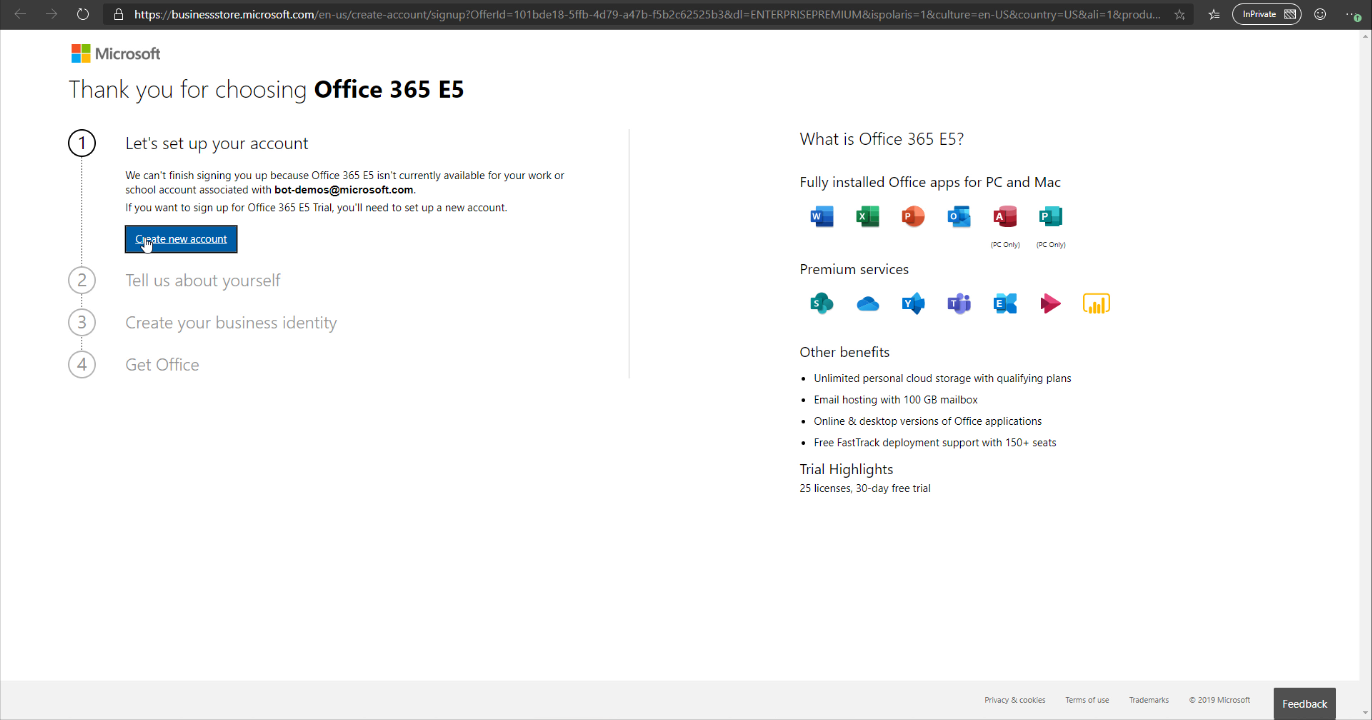 https://businessstore.microsoft.com/en-us/create-account/signup?OfferId=101bde18-5ffb-4d79-a47b-f5b2c62525b3&dl=ENTERPRISEPREMIUM&ispolaris=1&culture=en-US&country=US&ali=1&produ...
InPrivate
Microsoft
Thank you for choosing Office 365 E5
1 Let's set up your account
We can't finish signing you up because Office 365 E5 isn't currently available for your work or
school account associated with bot-demos@microsoft.com.
If you want to sign up for Office 365 E5 Trial, you'll need to set up a new account.
Create new account
2 Tell us about yourself
3 Create your business identity
4 Get Office
What is Office 365 E5?
Fully installed Office apps for PC and Mac
W X P O A P
(PC Only) (PC Only)
Premium services
S Y T E
Other benefits
• Unlimited personal cloud storage with qualifying plans
• Email hosting with 100 GB mailbox
• Online & desktop versions of Office applications
• Free FastTrack deployment support with 150+ seats
Trial Highlights
25 licenses, 30-day free trial
Privacy & cookies Terms of use Trademarks © 2019 Microsoft Feedback